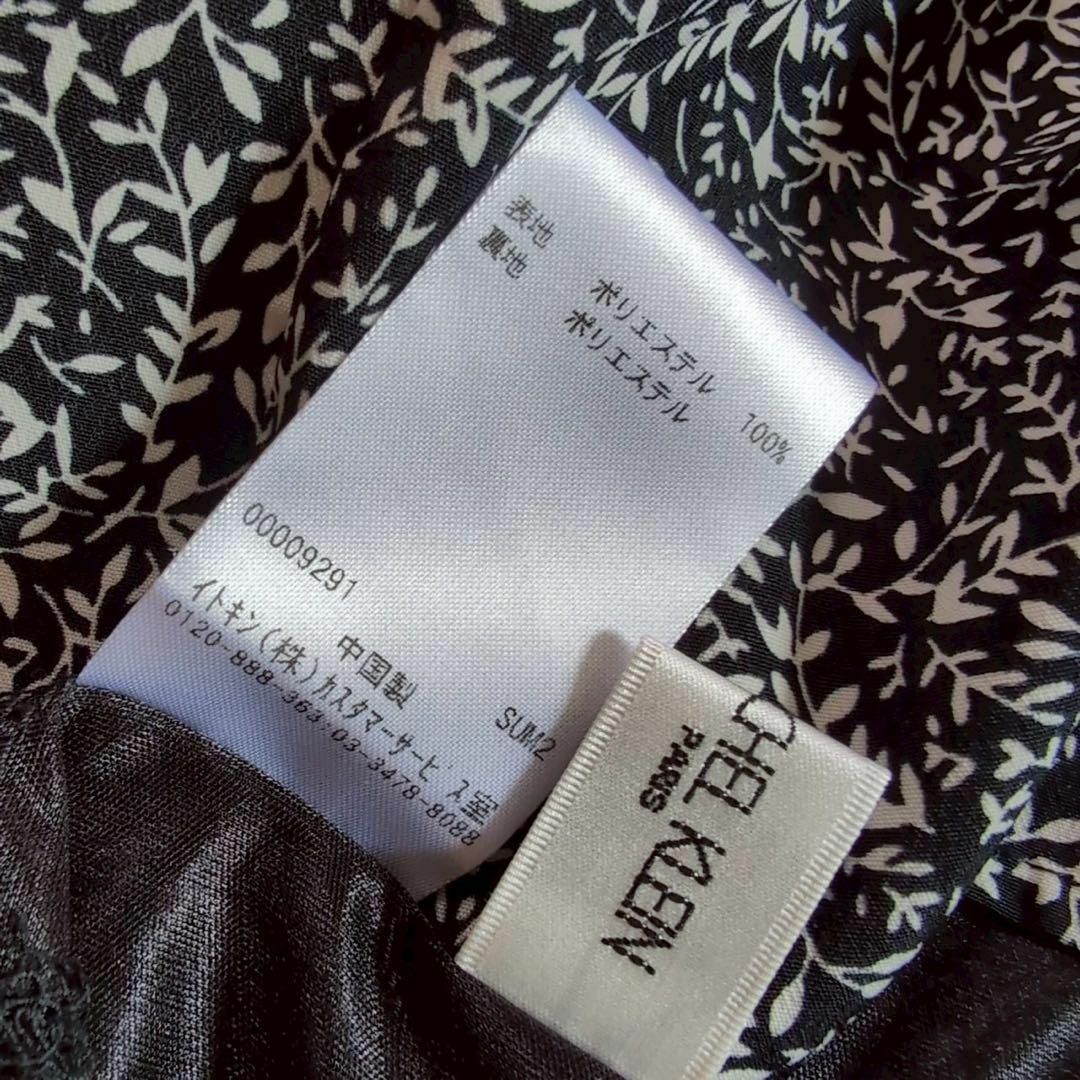 表地
裏地
ポリエステル 100%
ポリエステル
00009291
中国製 SUM2
イトキン(株)カスタマーサービス室
0120-888-363:03-3478-8088
CHEL KLEIN
PARIS